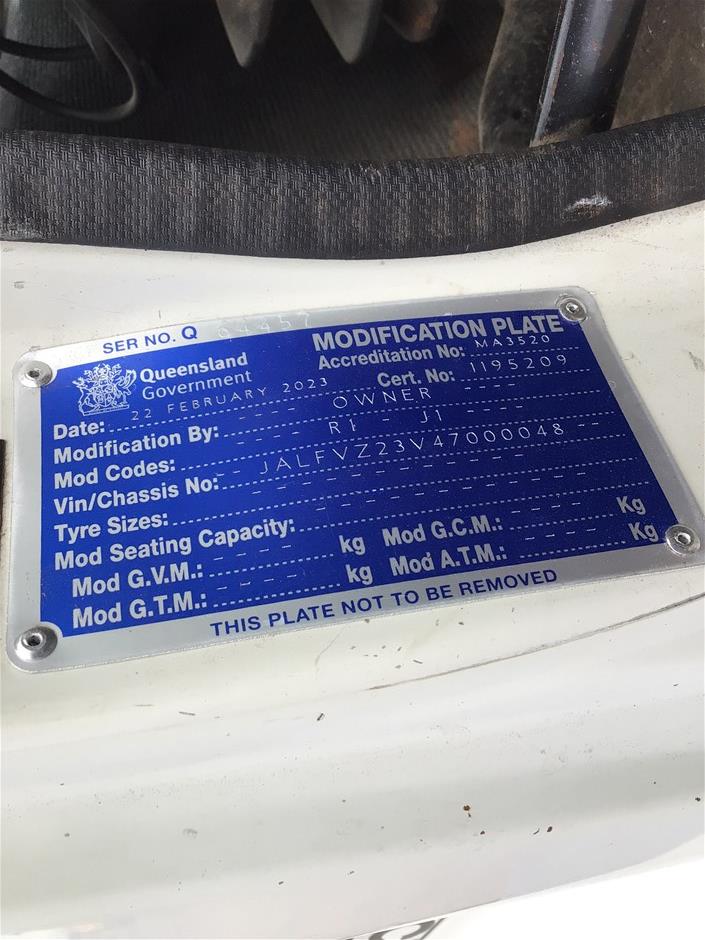 SER NO. Q 64457
MODIFICATION PLATE
Queensland Government
Accreditation No: MA3520
Date: 22 FEBRUARY 2023
Cert. No: 1195209
Modification By: OWNER
Mod Codes: R1 - J1
Vin/Chassis No: JALFVZ23V47000048
Tyre Sizes:
Mod Seating Capacity:
Mod G.V.M.: kg Mod G.C.M.: Kg
Mod G.T.M.: kg Mod A.T.M.: Kg
THIS PLATE NOT TO BE REMOVED